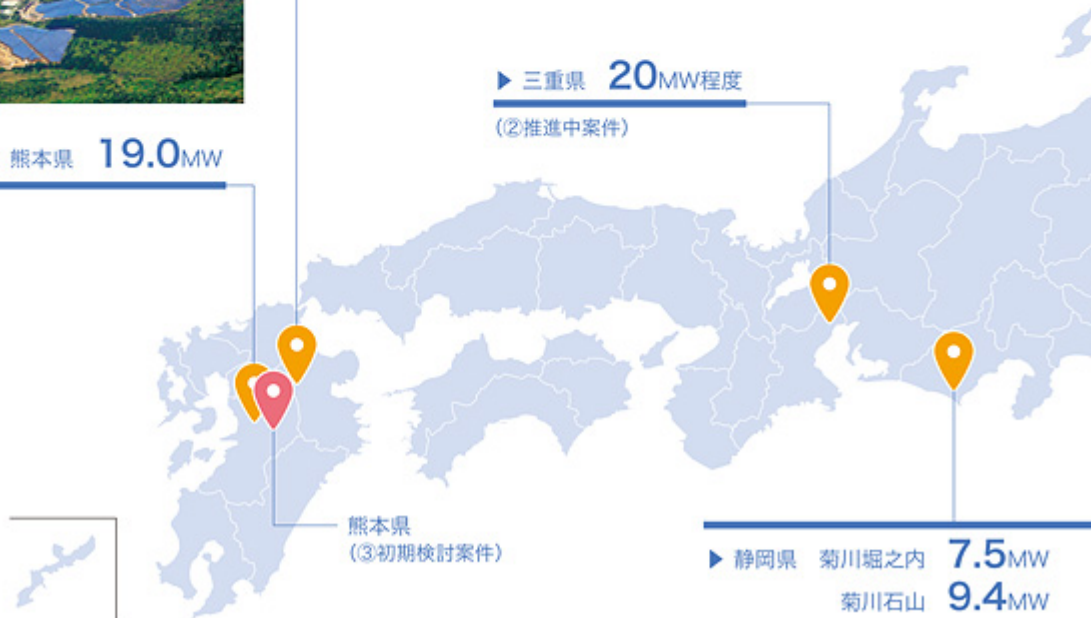 ▶ 三重県 20MW程度
(②推進中案件)
熊本県 19.0MW
熊本県
(③初期検討案件)
▶ 静岡県 菊川堀之内 7.5MW
菊川石山 9.4MW